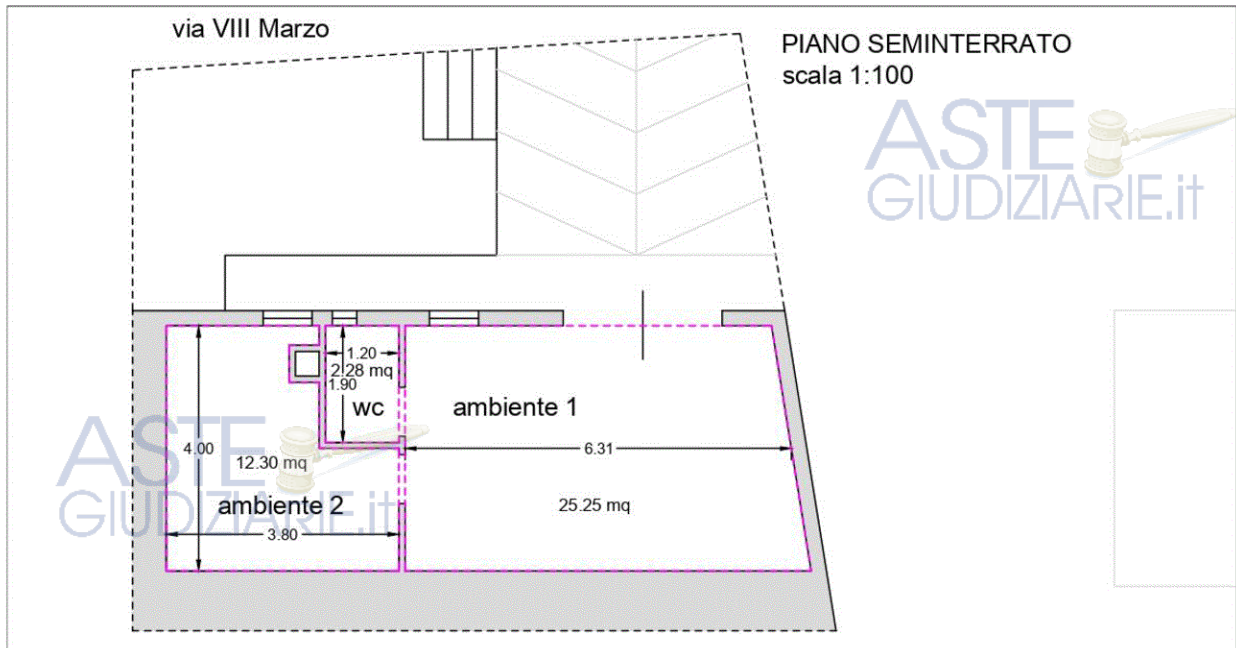 via VIII Marzo
PIANO SEMINTERRATO
scala 1:100
ASTE
GIUDIZIARIE.it
1.20
2.28 mq
1.90
wc
ambiente 1
ASTE
GIUDIZIARIE.it
4.00
12.30 mq
6.31
ambiente 2
25.25 mq
3.80